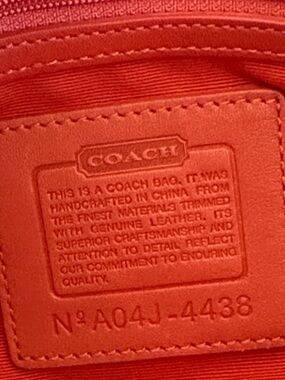 COACH
THIS IS A COACH BAG. IT WAS
HANDCRAFTED IN CHINA FROM
THE FINEST MATERIALS TRIMMED
WITH GENUINE LEATHER. ITS
SUPERIOR CRAFTSMANSHIP AND
ATTENTION TO DETAIL REFLECT
OUR COMMITMENT TO ENDURING
QUALITY.
Nº A04J-4438